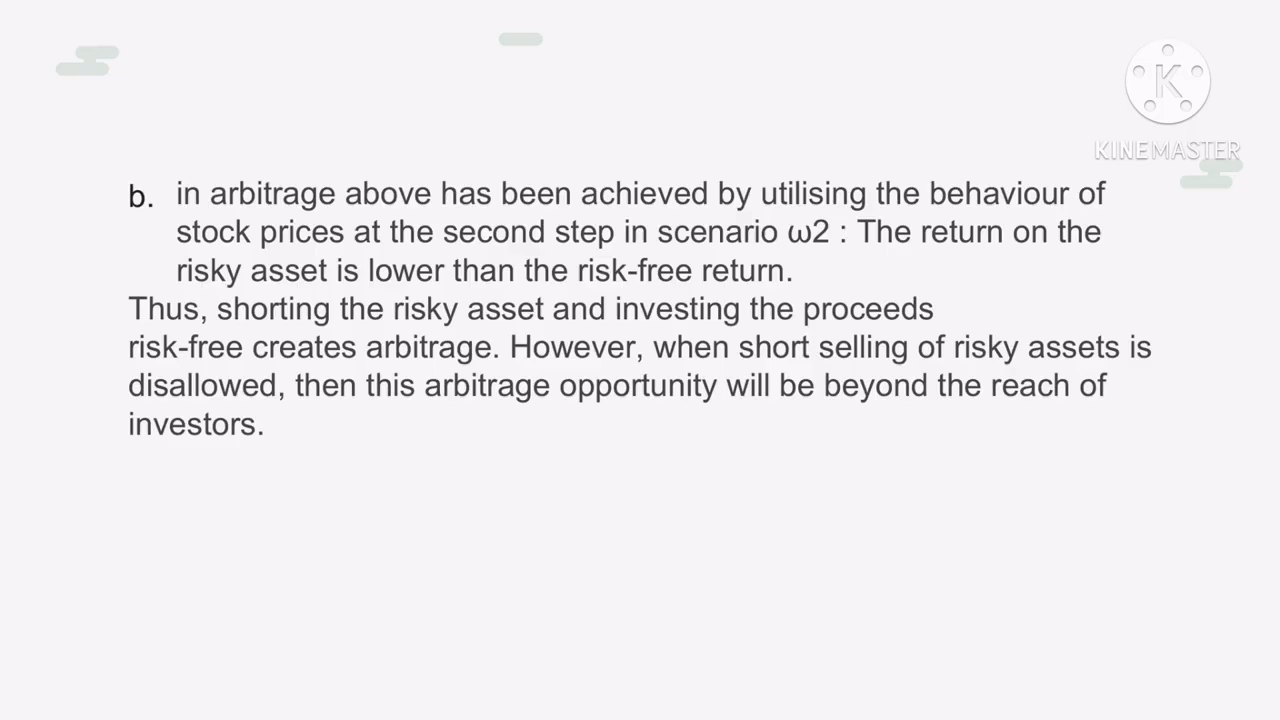 K
KINEMASTER
b. in arbitrage above has been achieved by utilising the behaviour of
stock prices at the second step in scenario ω2 : The return on the
risky asset is lower than the risk-free return.
Thus, shorting the risky asset and investing the proceeds
risk-free creates arbitrage. However, when short selling of risky assets is
disallowed, then this arbitrage opportunity will be beyond the reach of
investors.